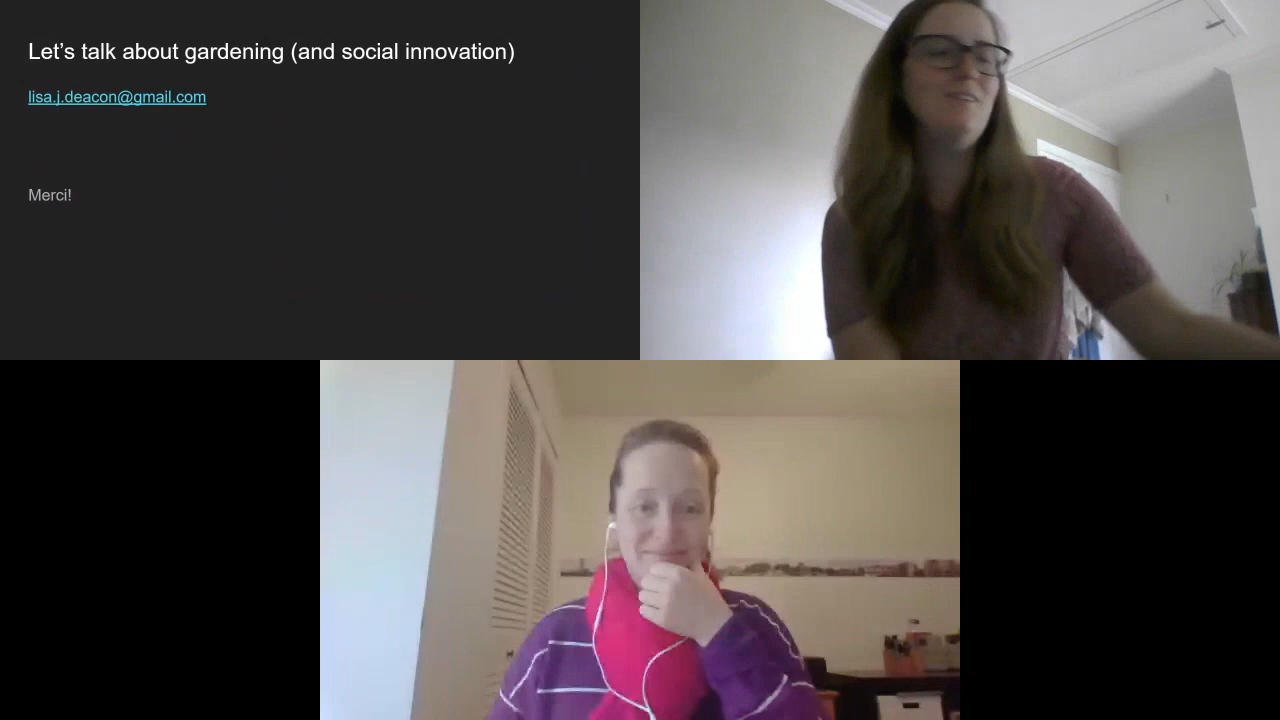 Let’s talk about gardening (and social innovation)
lisa.j.deacon@gmail.com
Merci!